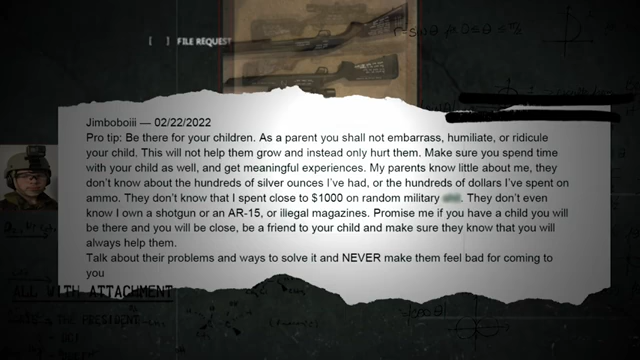 [ ] FILE REQUEST
Jimboboiii — 02/22/2022
Pro tip: Be there for your children. As a parent you shall not embarrass, humiliate, or ridicule
your child. This will not help them grow and instead only hurt them. Make sure you spend time
with your child as well, and get meaningful experiences. My parents know little about me, they
don't know about the hundreds of silver ounces I've had, or the hundreds of dollars I've spent on
ammo. They don't know that I spent close to $1000 on random military . They don't even
know I own a shotgun or an AR-15, or illegal magazines. Promise me if you have a child you will
be there and you will be close, be a friend to your child and make sure they know that you will
always help them.
Talk about their problems and ways to solve it and NEVER make them feel bad for coming to
you
ALL WITH ATTACHMENT
THE PRESIDENT